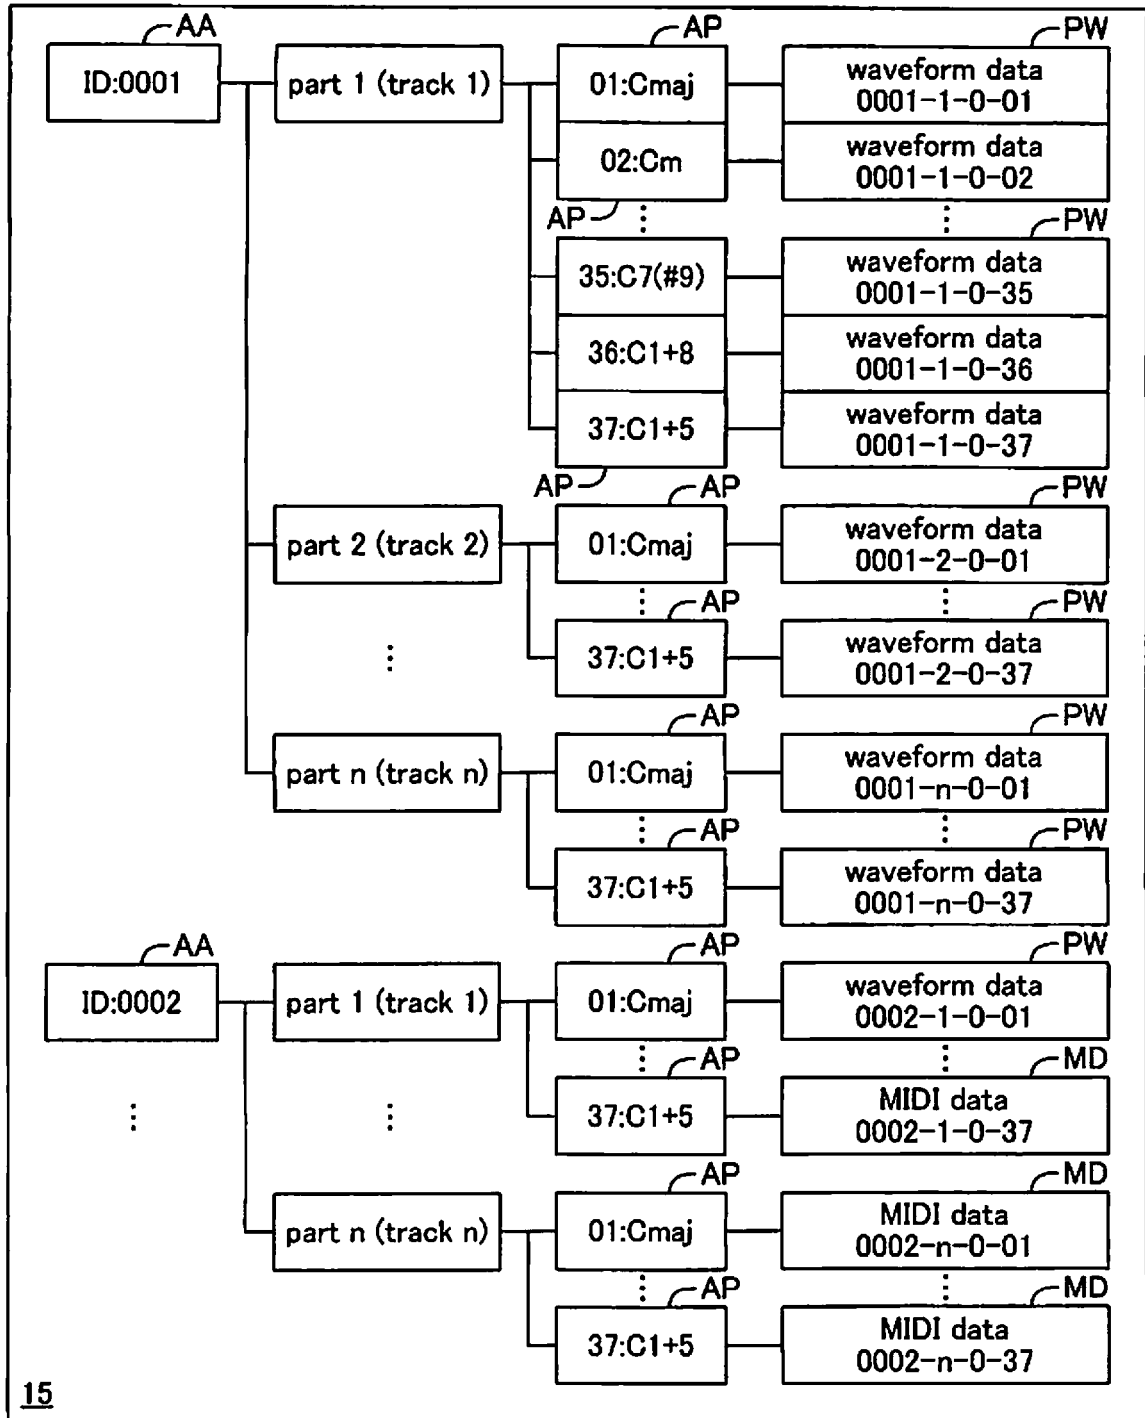 AA
AP
PW
ID:0001
part 1 (track 1)
01:Cmaj
waveform data
0001-1-0-01
02:Cm
waveform data
0001-1-0-02
AP
PW
35:C7(#9)
waveform data
0001-1-0-35
36:C1+8
waveform data
0001-1-0-36
37:C1+5
waveform data
0001-1-0-37
AP
AP
PW
part 2 (track 2)
01:Cmaj
waveform data
0001-2-0-01
AP
PW
37:C1+5
waveform data
0001-2-0-37
AP
PW
part n (track n)
01:Cmaj
waveform data
0001-n-0-01
AP
PW
37:C1+5
waveform data
0001-n-0-37
AA
AP
PW
ID:0002
part 1 (track 1)
01:Cmaj
waveform data
0002-1-0-01
AP
MD
37:C1+5
MIDI data
0002-1-0-37
AP
MD
part n (track n)
01:Cmaj
MIDI data
0002-n-0-01
AP
MD
37:C1+5
MIDI data
0002-n-0-37
15